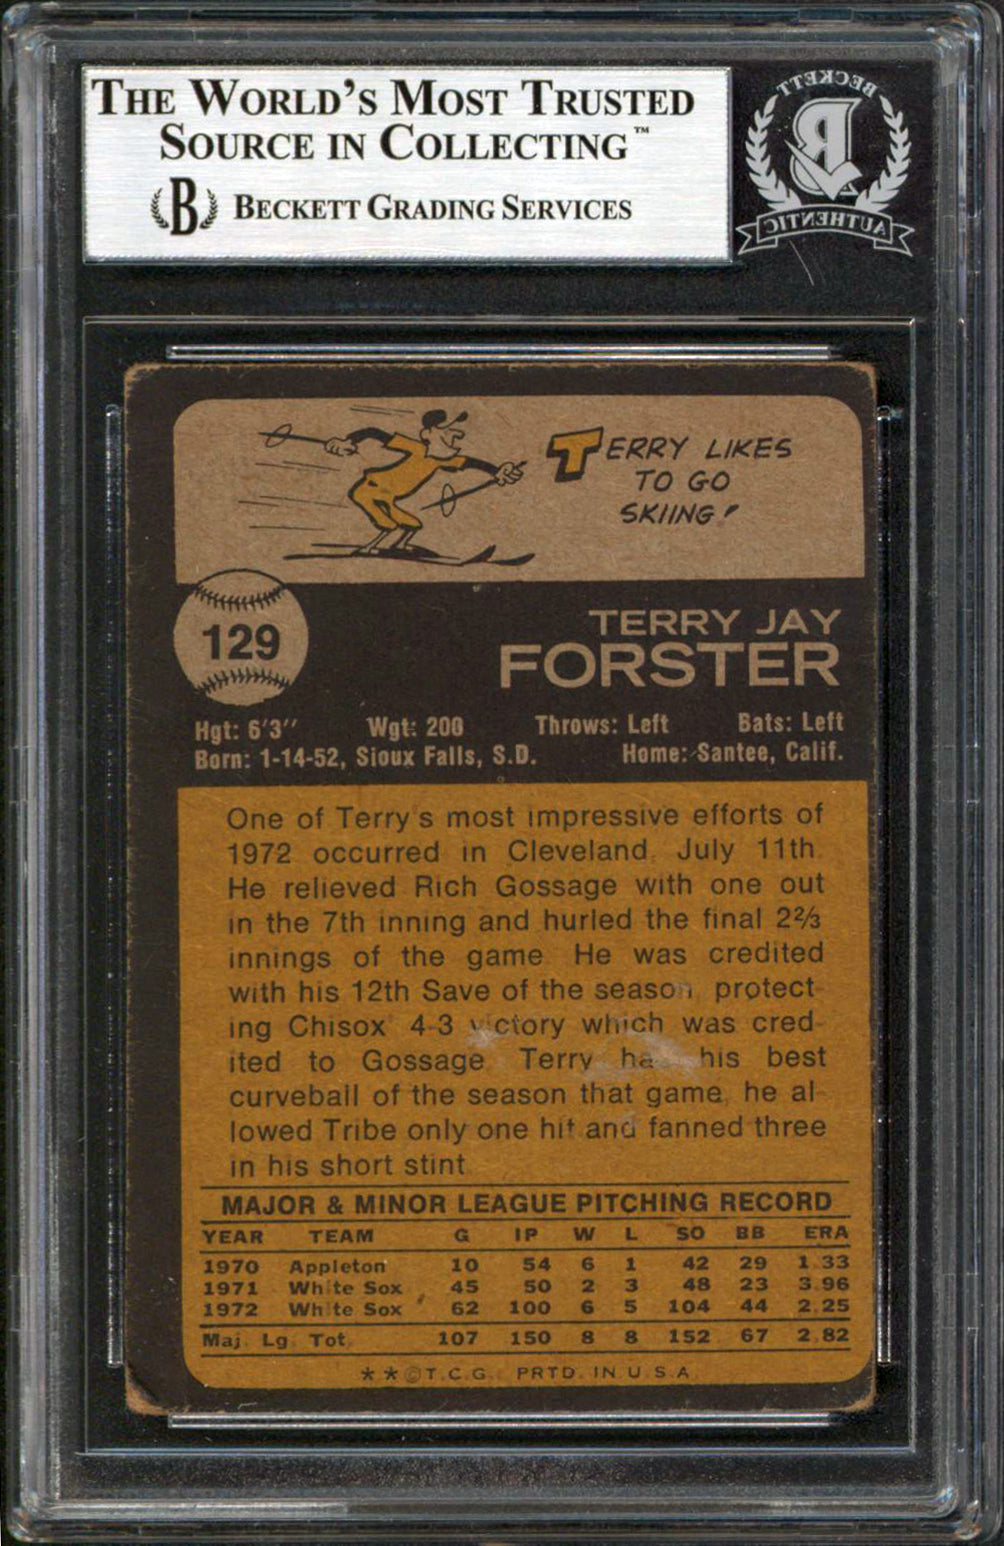 THE WORLD'S MOST TRUSTED
SOURCE IN COLLECTING™
B BECKETT GRADING SERVICES
BECKETT
B
AUTHENTIC
TERRY LIKES
TO GO
SKIING!
129
TERRY JAY
FORSTER
Hgt: 6'3" Wgt: 200 Throws: Left Bats: Left
Born: 1-14-52, Sioux Falls, S.D. Home: Santee, Calif.
One of Terry's most impressive efforts of
1972 occurred in Cleveland, July 11th.
He relieved Rich Gossage with one out
in the 7th inning and hurled the final 2⅔
innings of the game. He was credited
with his 12th Save of the season, protect-
ing Chisox' 4-3 victory which was cred-
ited to Gossage. Terry had his best
curveball of the season that game, he al-
lowed Tribe only one hit and fanned three
in his short stint.
MAJOR & MINOR LEAGUE PITCHING RECORD
YEAR TEAM G IP W L SO BB ERA
1970 Appleton 10 54 6 1 42 29 1.33
1971 White Sox 45 50 2 3 48 23 3.96
1972 White Sox 62 100 6 5 104 44 2.25
Maj. Lg. Tot. 107 150 8 8 152 67 2.82
**©T.C.G. PRTD. IN U.S.A.